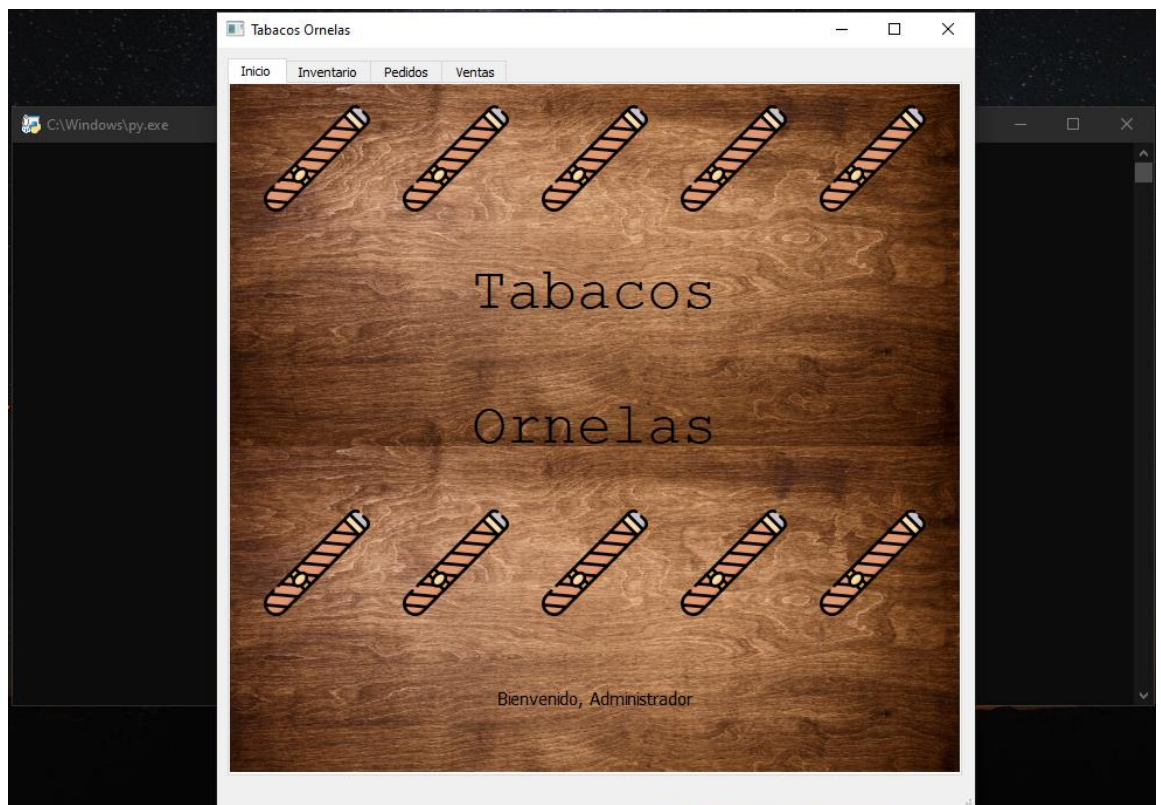 Tabacos Ornelas
Inicio Inventario Pedidos Ventas
C:\Windows\py.exe
Tabacos
Ornelas
Bienvenido, Administrador